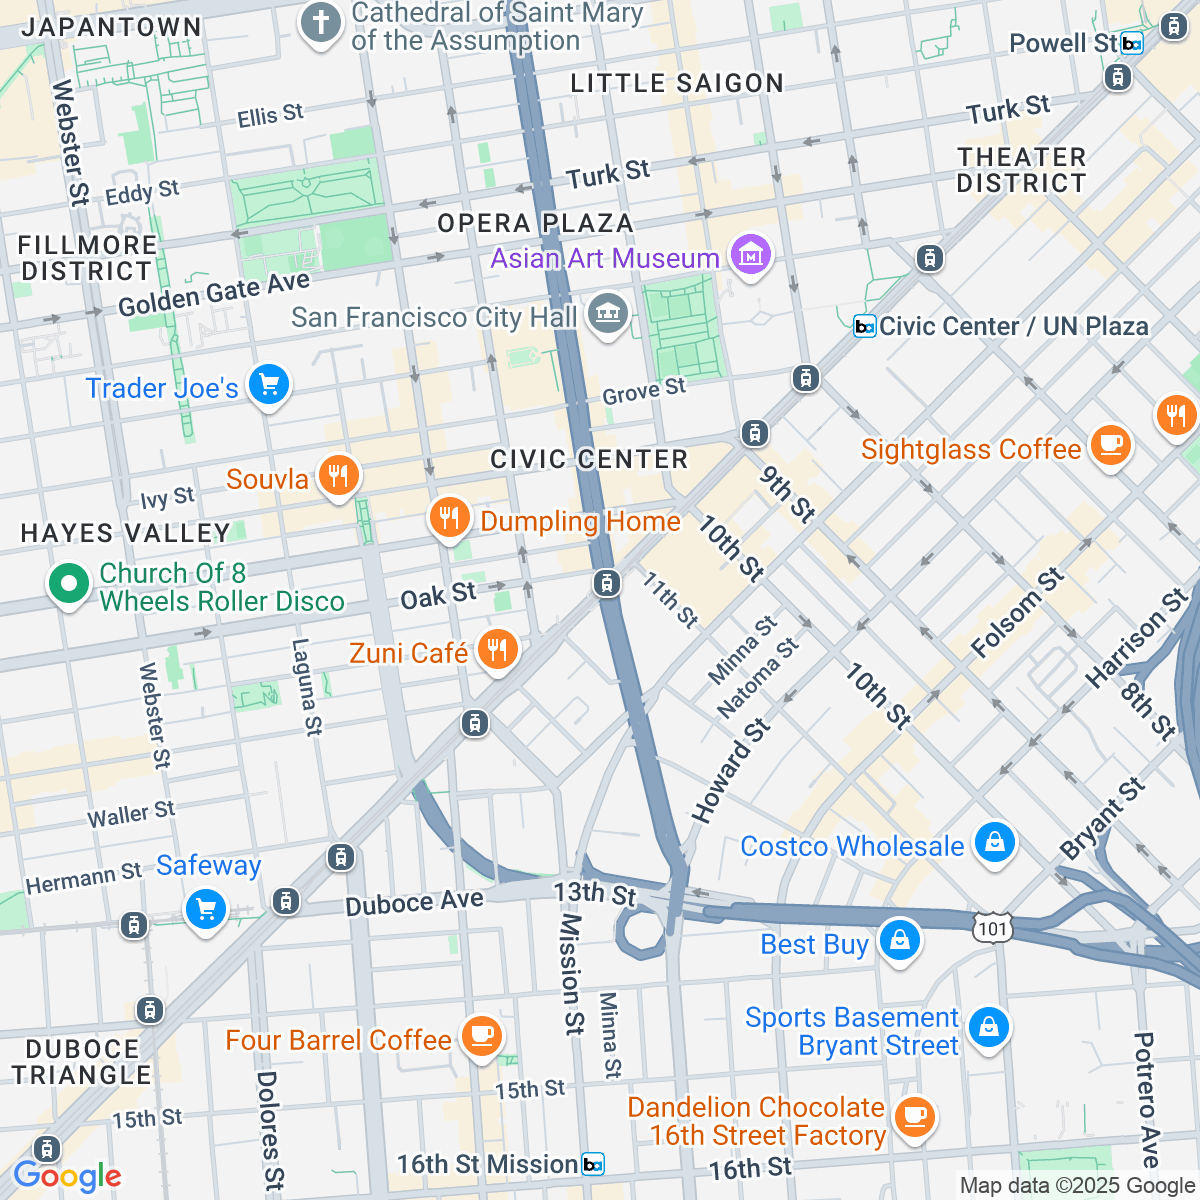 JAPANTOWN
Cathedral of Saint Mary
of the Assumption
Powell St
LITTLE SAIGON
Webster St
Ellis St
Turk St
THEATER
DISTRICT
Eddy St
Turk St
OPERA PLAZA
FILLMORE
DISTRICT
Asian Art Museum
Golden Gate Ave
San Francisco City Hall
Civic Center / UN Plaza
Trader Joe's
Grove St
Sightglass Coffee
CIVIC CENTER
Souvla
9th St
Ivy St
Dumpling Home
10th St
HAYES VALLEY
Church Of 8
Wheels Roller Disco
Oak St
11th St
Folsom St
Harrison St
Zuni Café
Minna St
Natoma St
Laguna St
Webster St
10th St
8th St
Howard St
Waller St
Bryant St
Costco Wholesale
Safeway
Hermann St
Duboce Ave
13th St
101
Best Buy
Mission St
Minna St
Sports Basement
Bryant Street
Four Barrel Coffee
DUBOCE
TRIANGLE
Potrero Ave
Dolores St
15th St
15th St
Dandelion Chocolate
16th Street Factory
16th St Mission
16th St
Google
Map data ©2025 Google